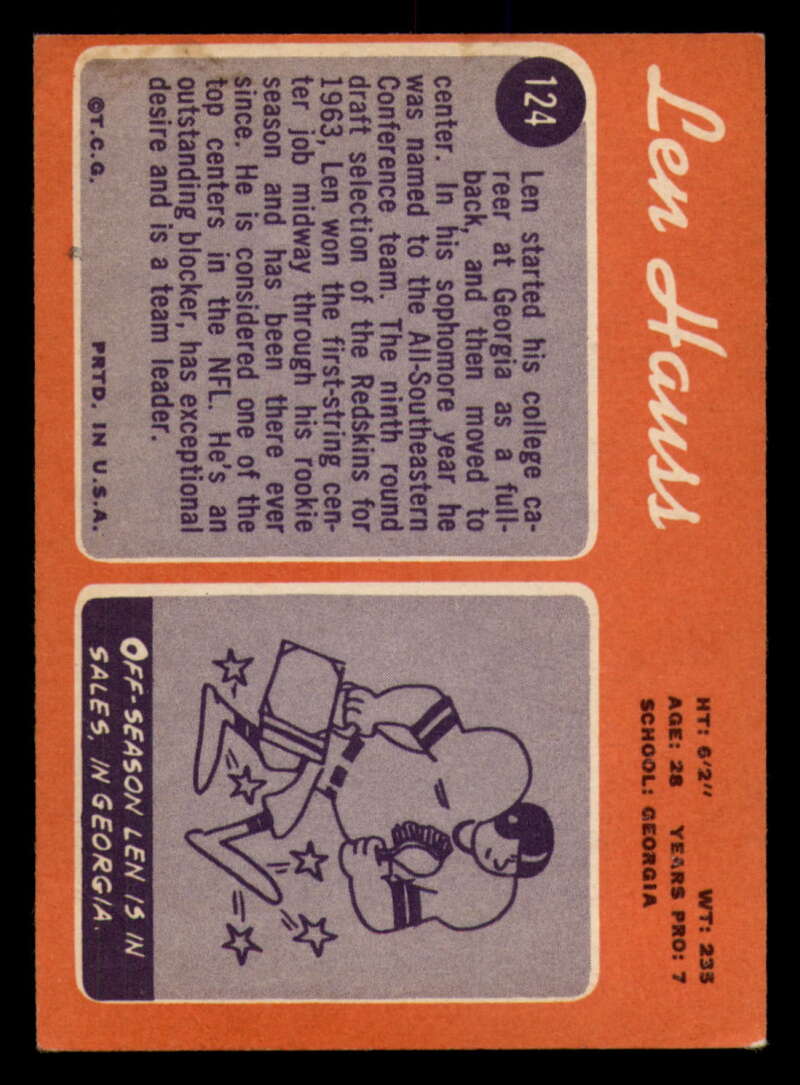 Len Hauss
HT: 6'2" WT: 235
AGE: 28 YEARS PRO: 7
SCHOOL: GEORGIA
124
Len started his college ca-
reer at Georgia as a full-
back, and then moved to
center. In his sophomore year he
was named to the All-Southeastern
Conference team. The ninth round
draft selection of the Redskins for
1963, Len won the first-string cen-
ter job midway through his rookie
season and has been there ever
since. He is considered one of the
top centers in the NFL. He's an
outstanding blocker, has exceptional
desire and is a team leader.
©T.C.G. PRTD. IN U.S.A.
OFF-SEASON LEN IS IN
SALES, IN GEORGIA.